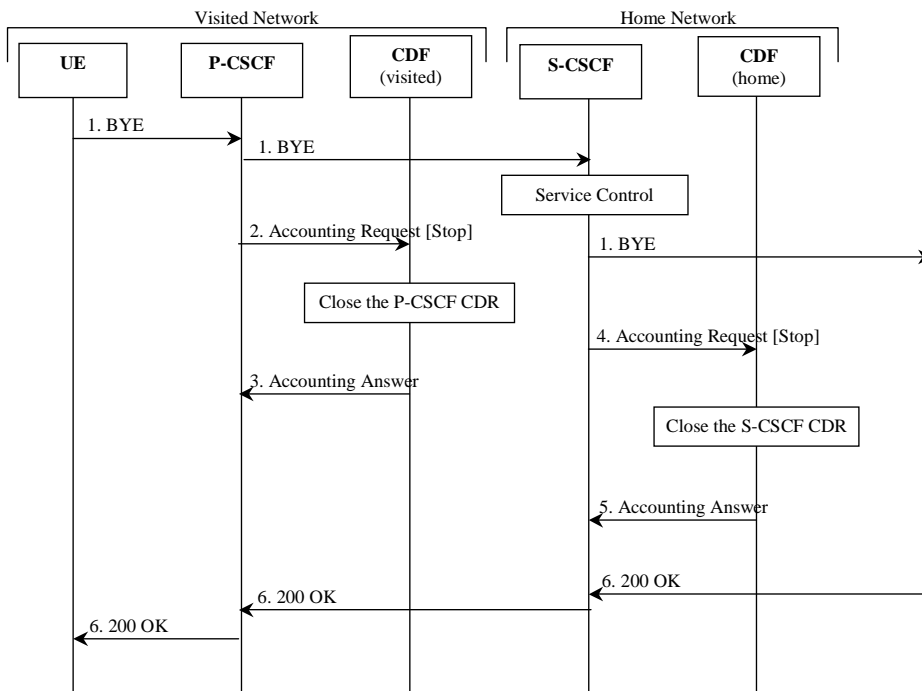 Visited Network
Home Network
UE
P-CSCF
CDF
(visited)
S-CSCF
CDF
(home)
1. BYE
1. BYE
Service Control
2. Accounting Request [Stop]
1. BYE
Close the P-CSCF CDR
4. Accounting Request [Stop]
3. Accounting Answer
Close the S-CSCF CDR
5. Accounting Answer
6. 200 OK
6. 200 OK
6. 200 OK